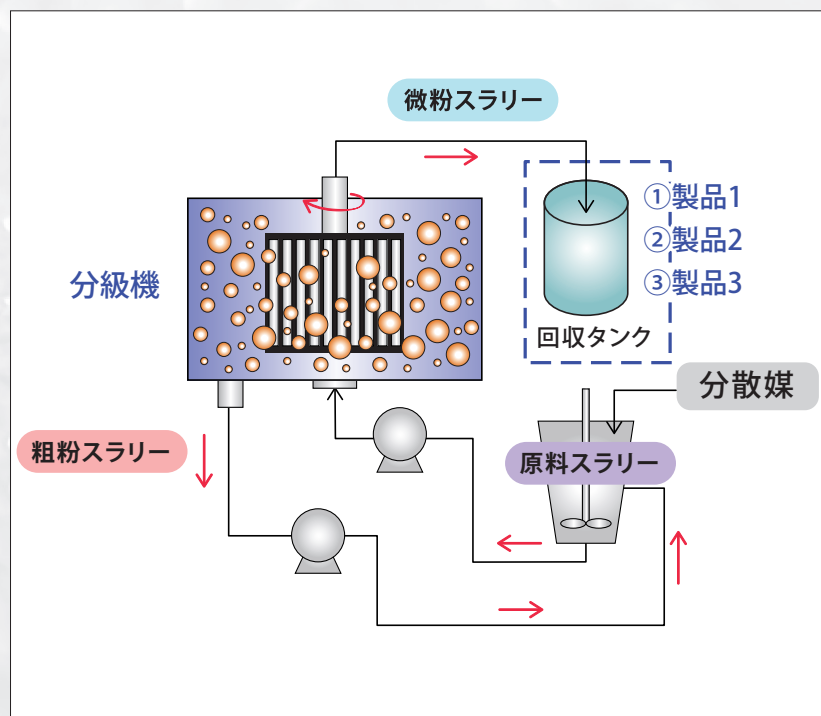 微粉スラリー
①製品1
②製品2
③製品3
分級機
回収タンク
分散媒
粗粉スラリー
原料スラリー